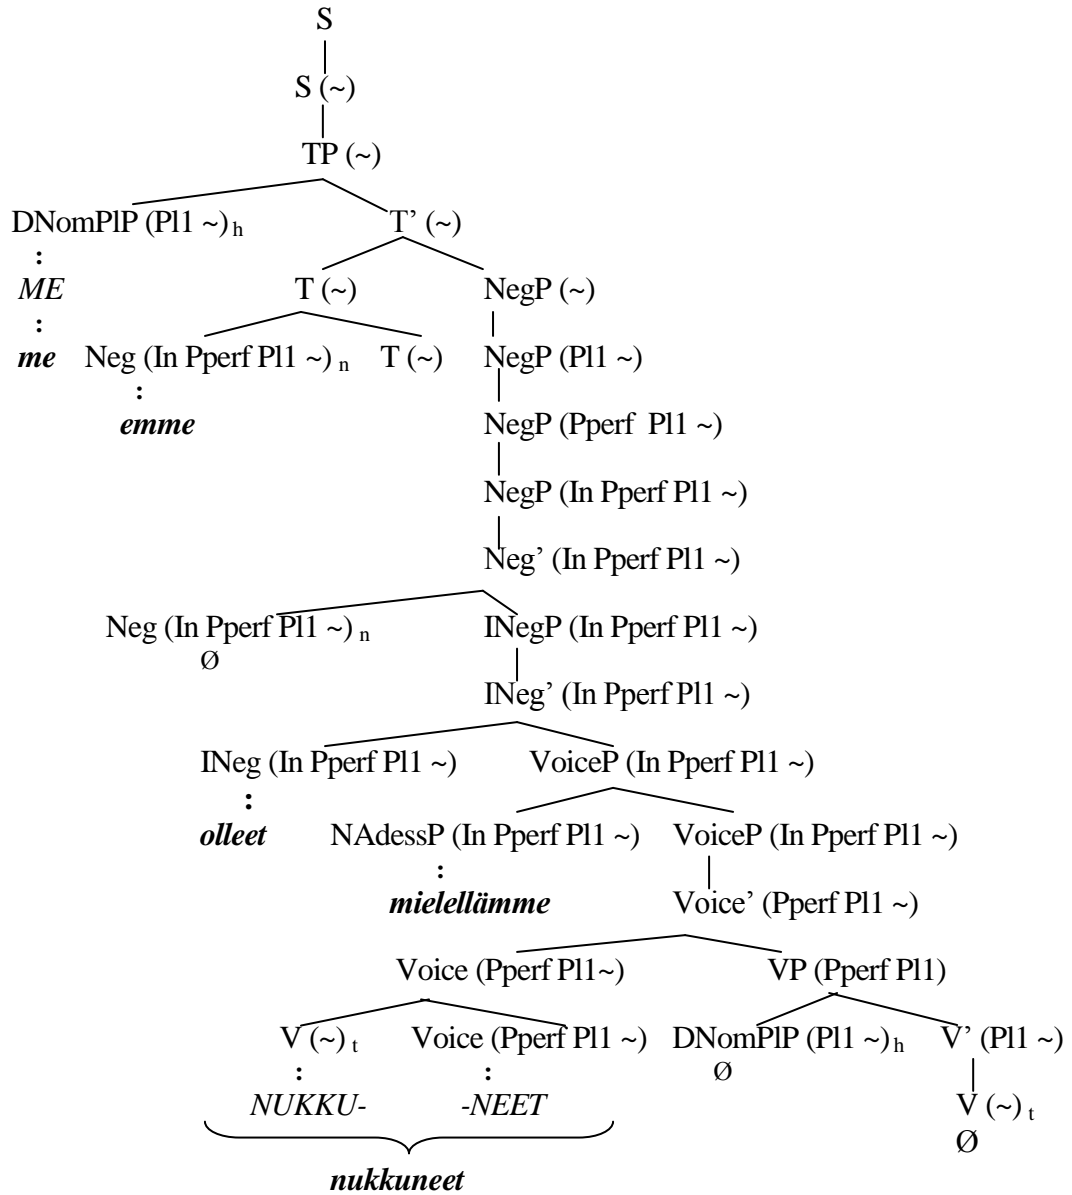 S
S (~)
TP (~)
DNomPlP (Pl1 ~) h T’ (~)
:
ME T (~) NegP (~)
:
me Neg (In Pperf Pl1 ~) n T (~) NegP (Pl1 ~)
:
emme NegP (Pperf Pl1 ~)
NegP (In Pperf Pl1 ~)
Neg’ (In Pperf Pl1 ~)
Neg (In Pperf Pl1 ~) n INegP (In Pperf Pl1 ~)
Ø
INeg’ (In Pperf Pl1 ~)
INeg (In Pperf Pl1 ~) VoiceP (In Pperf Pl1 ~)
:
olleet NAdessP (In Pperf Pl1 ~) VoiceP (In Pperf Pl1 ~)
:
mielellämme Voice’ (Pperf Pl1 ~)
Voice (Pperf Pl1~) VP (Pperf Pl1)
V (~) t Voice (Pperf Pl1 ~) DNomPlP (Pl1 ~) h V’ (Pl1 ~)
: : Ø
NUKKU- -NEET V (~) t
Ø
nukkuneet